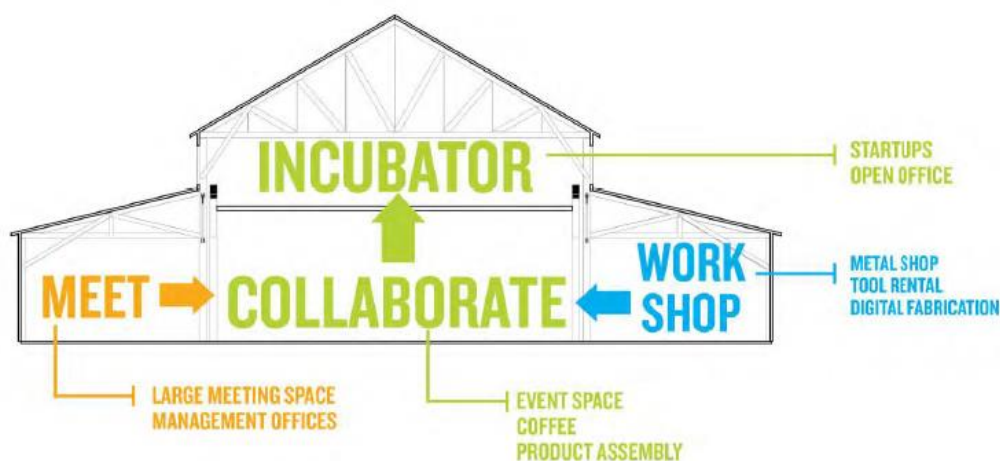 INCUBATOR
STARTUPS
OPEN OFFICE
MEET
COLLABORATE
WORK
SHOP
METAL SHOP
TOOL RENTAL
DIGITAL FABRICATION
LARGE MEETING SPACE
MANAGEMENT OFFICES
EVENT SPACE
COFFEE
PRODUCT ASSEMBLY